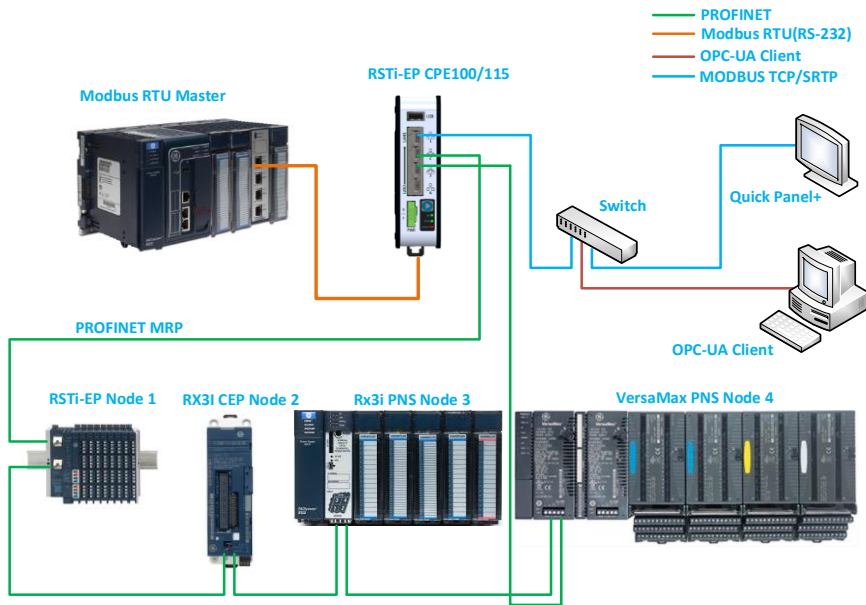 PROFINET
Modbus RTU(RS-232)
OPC-UA Client
MODBUS TCP/SRTP
RSTi-EP CPE100/115
Modbus RTU Master
Switch
Quick Panel+
OPC-UA Client
PROFINET MRP
RSTi-EP Node 1
RX3I CEP Node 2
Rx3i PNS Node 3
VersaMax PNS Node 4